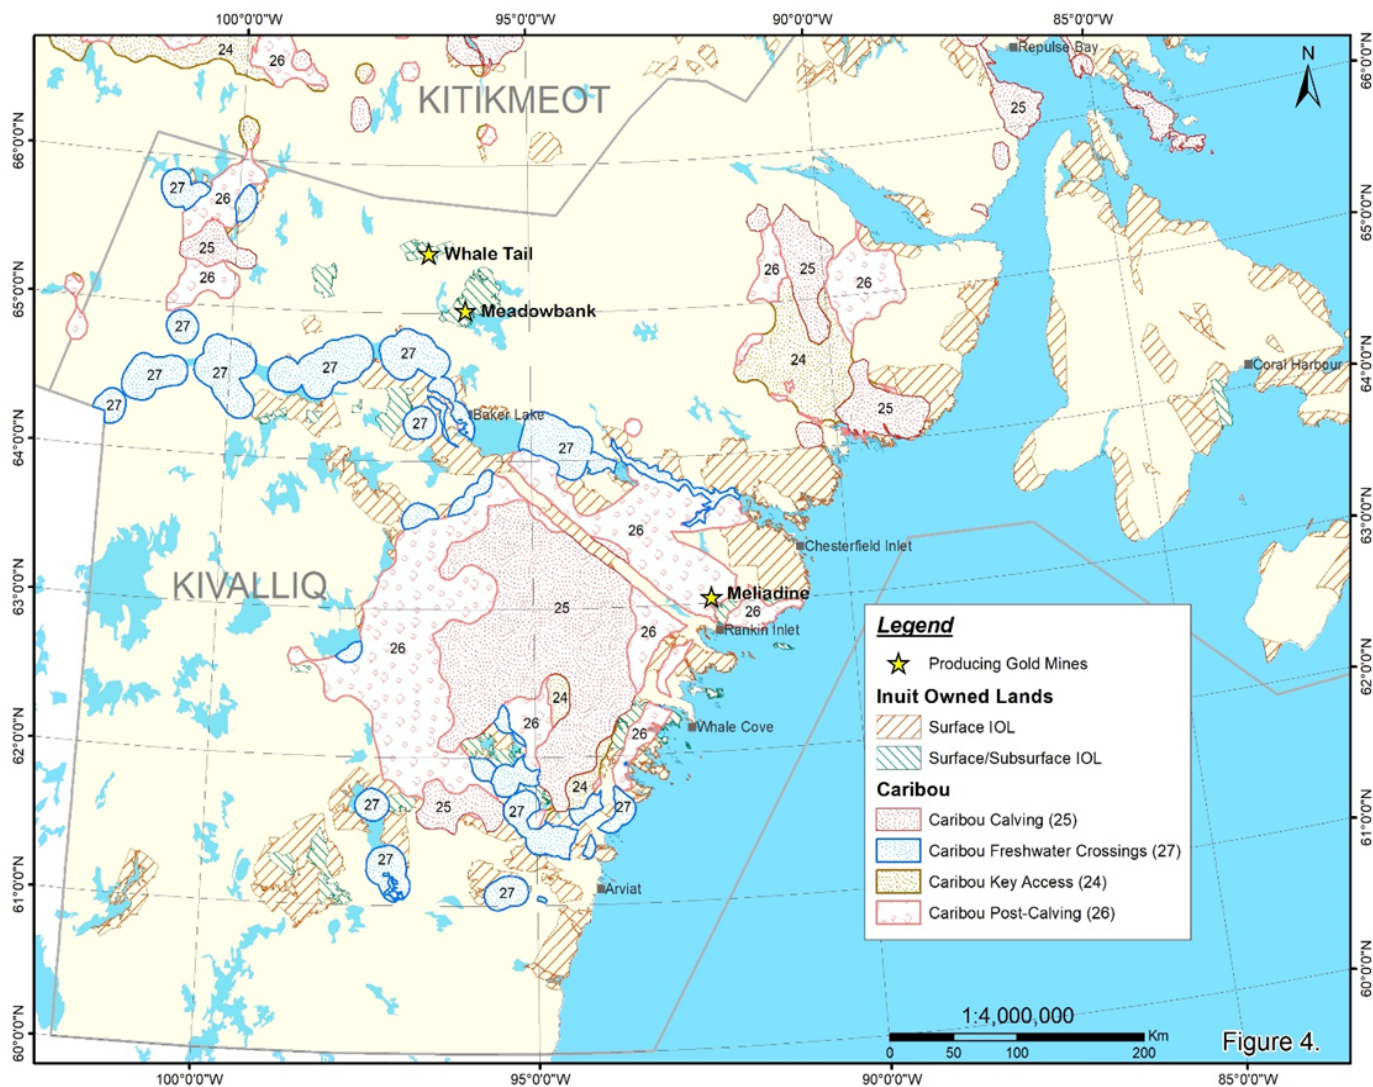 100°0'0"W
95°0'0"W
90°0'0"W
85°0'0"W
24
26
Repulse Bay
N
66°0'0"N
KITIKMEOT
25
66°0'0"N
27
26
65°0'0"N
25
Whale Tail
26
25
26
26
65°0'0"N
Meadowbank
27
27
27
24
64°0'0"N
Coral Harbour
27
27
27
25
Baker Lake
27
64°0'0"N
27
26
63°0'0"N
Chesterfield Inlet
KIVALLIQ
63°0'0"N
Meliadine
25
26
26
Rankin Inlet
26
62°0'0"N
24
26
Whale Cove
26
62°0'0"N
24
27
25
27
27
61°0'0"N
27
61°0'0"N
27
Arviat
60°0'0"N
60°0'0"N
Legend
Producing Gold Mines
Inuit Owned Lands
Surface IOL
Surface/Subsurface IOL
Caribou
Caribou Calving (25)
Caribou Freshwater Crossings (27)
Caribou Key Access (24)
Caribou Post-Calving (26)
1:4,000,000
Km
0 50 100 200
Figure 4.
100°0'0"W
95°0'0"W
90°0'0"W
85°0'0"W